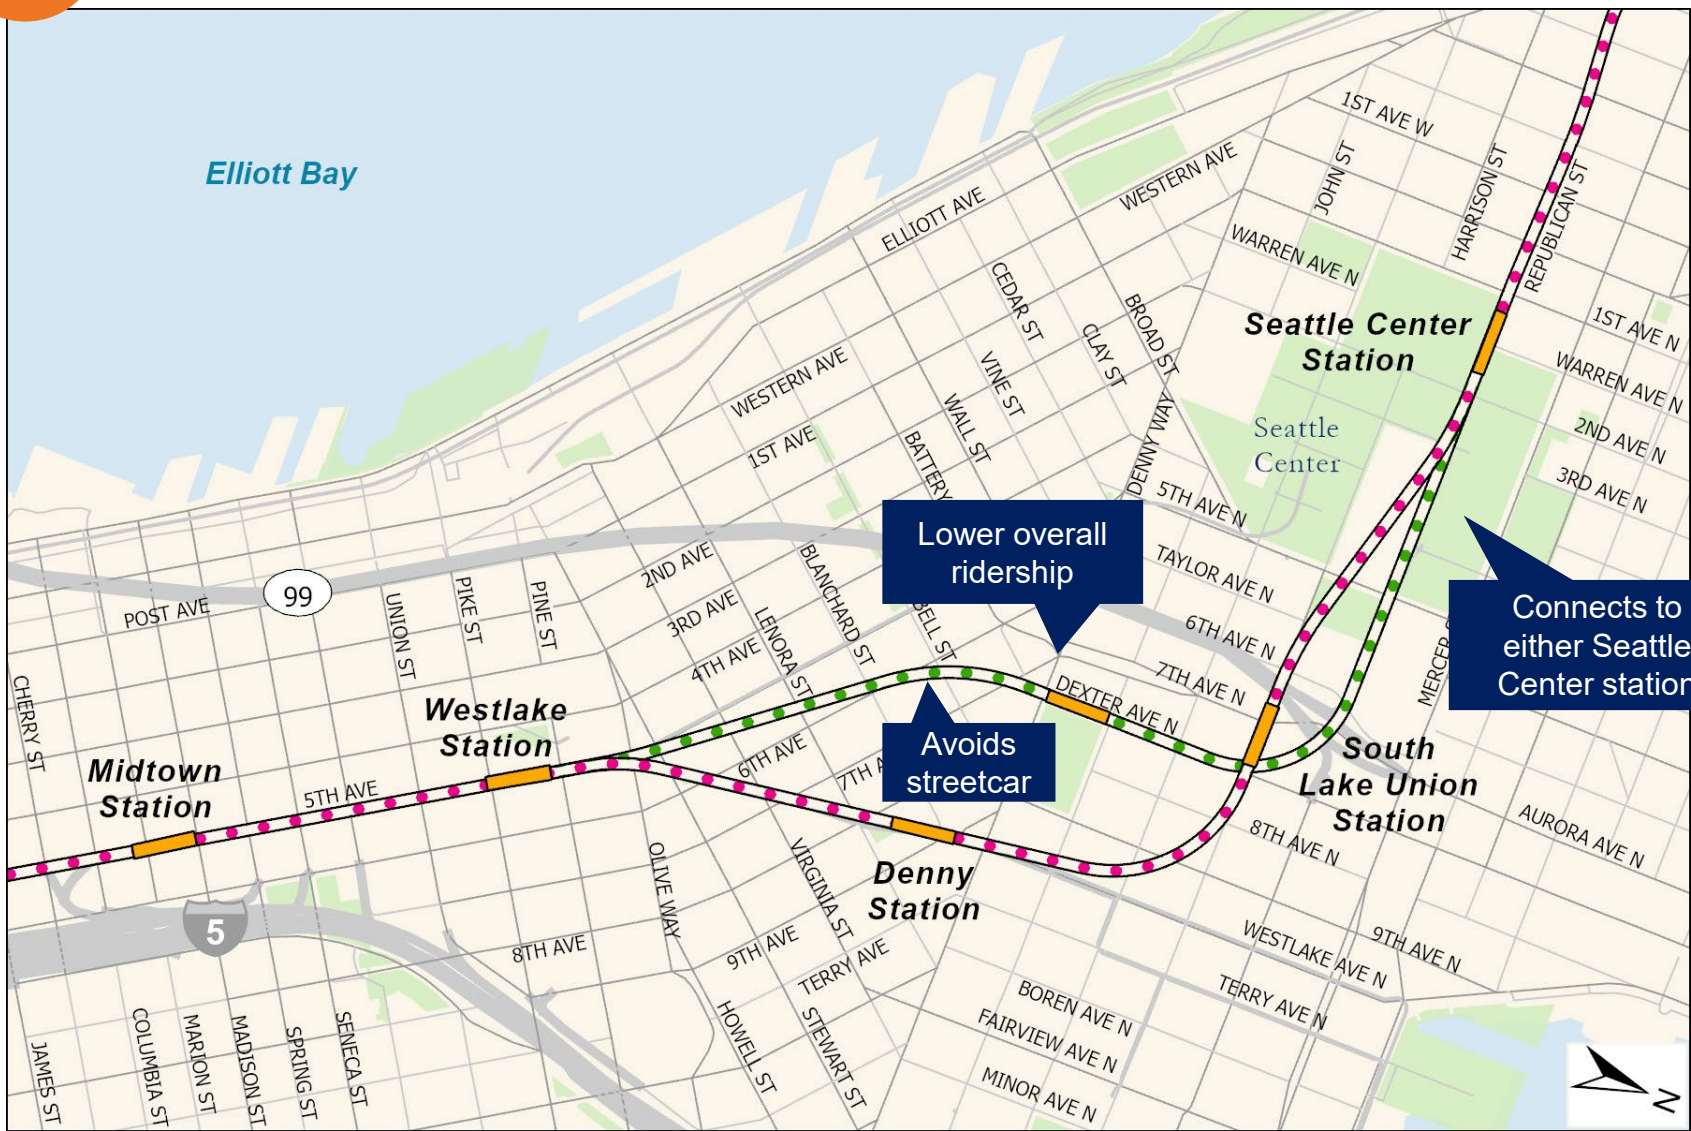 Elliott Bay
1ST AVE W
JOHN ST
HARRISON ST
REPUBLICAN ST
WESTERN AVE
ELLIOTT AVE
WARREN AVE N
CEDAR ST
BROAD ST
CLAY ST
VINE ST
WALL ST
BATTERY
DENNY WAY
Seattle Center
Station
1ST AVE N
WARREN AVE N
2ND AVE N
3RD AVE N
Seattle
Center
WESTERN AVE
1ST AVE
5TH AVE N
TAYLOR AVE N
6TH AVE N
7TH AVE N
DEXTER AVE N
Lower overall
ridership
Connects to
either Seattle
Center station
MERCER S
99
POST AVE
UNION ST
PIKE ST
PINE ST
2ND AVE
3RD AVE
4TH AVE
LENORA ST
BLANCHARD ST
BELL ST
CHERRY ST
Westlake
Station
Midtown
Station
5TH AVE
6TH AVE
7TH A
Avoids
streetcar
South
Lake Union
Station
AURORA AVE N
8TH AVE N
Denny
Station
OLIVE WAY
VIRGINIA ST
5
8TH AVE
9TH AVE
TERRY AVE
WESTLAKE AVE N
9TH AVE N
TERRY AVE N
BOREN AVE N
FAIRVIEW AVE N
MINOR AVE N
HOWELL ST
STEWART ST
JAMES ST
COLUMBIA ST
MARION ST
MADISON ST
SPRING ST
SENECA ST
N